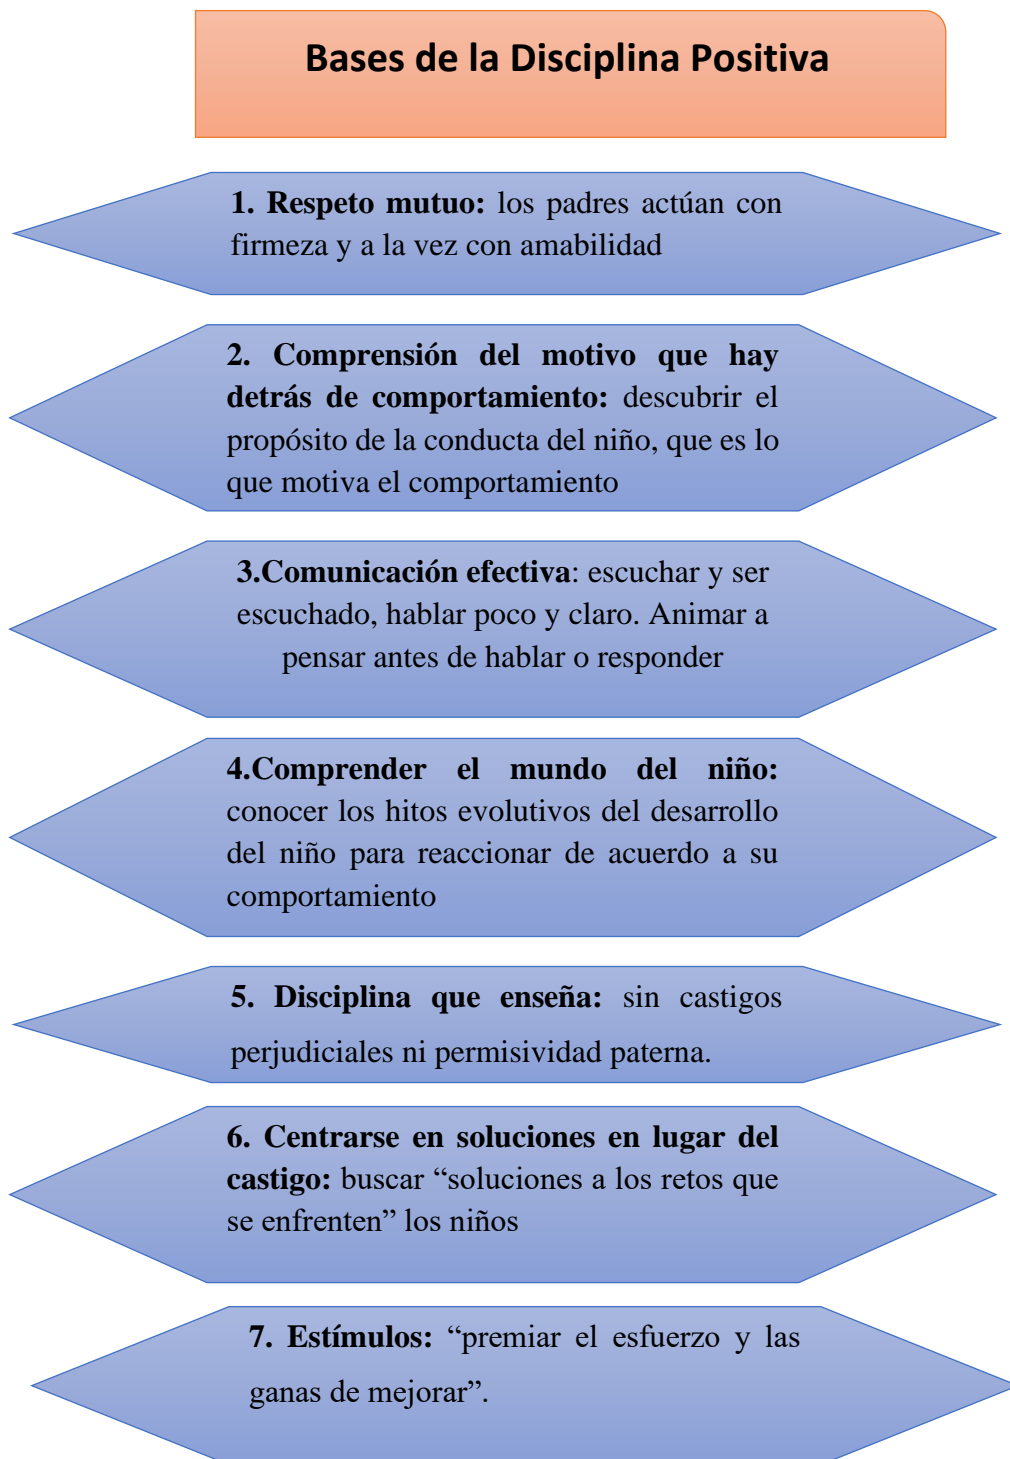 Bases de la Disciplina Positiva
1. Respeto mutuo: los padres actúan con
firmeza y a la vez con amabilidad
2. Comprensión del motivo que hay
detrás de comportamiento: descubrir el
propósito de la conducta del niño, que es lo
que motiva el comportamiento
3.Comunicación efectiva: escuchar y ser
escuchado, hablar poco y claro. Animar a
pensar antes de hablar o responder
4.Comprender el mundo del niño:
conocer los hitos evolutivos del desarrollo
del niño para reaccionar de acuerdo a su
comportamiento
5. Disciplina que enseña: sin castigos
perjudiciales ni permisividad paterna.
6. Centrarse en soluciones en lugar del
castigo: buscar “soluciones a los retos que
se enfrenten” los niños
7. Estímulos: “premiar el esfuerzo y las
ganas de mejorar”.